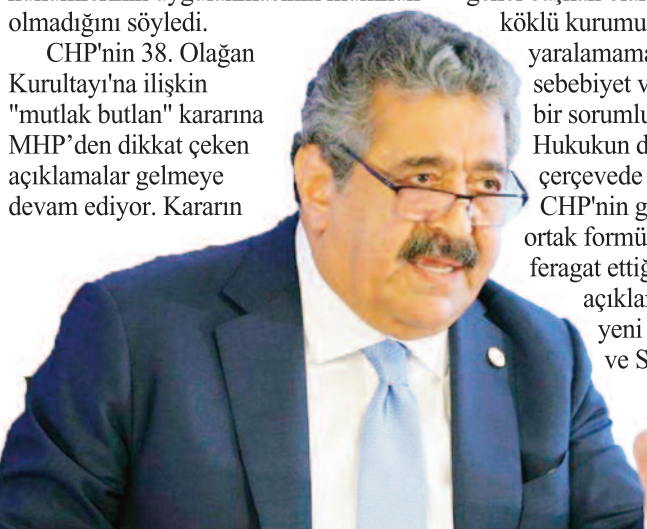 olmadığını söyledi.
CHP'nin 38. Olağan
Kurultayı'na ilişkin
"mutlak butlan" kararına
MHP'den dikkat çeken
açıklamalar gelmeye
devam ediyor. Kararın
köklü kurumu
yaralamama
sebebiyet v
bir sorumlu
Hukukun d
çerçevede
CHP'nin g
ortak formü
feragat ettiğ
açıklar
yeni
ve S